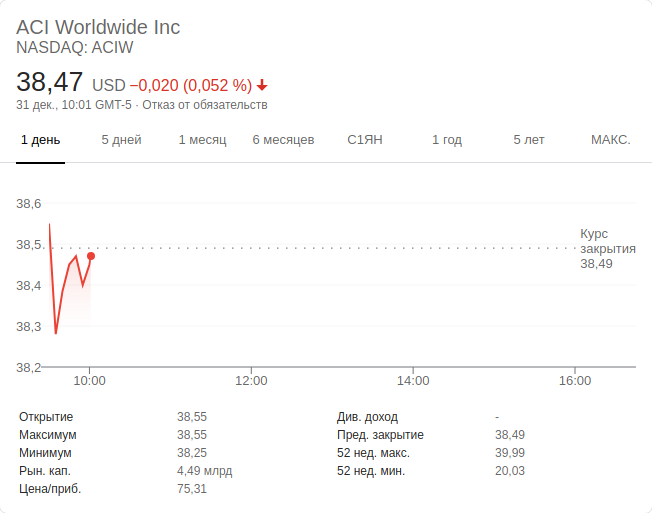 ACI Worldwide Inc
NASDAQ: ACIW
38,47 USD −0,020 (0,052 %)
31 дек., 10:01 GMT-5 · Отказ от обязательств
1 день 5 дней 1 месяц 6 месяцев С1ЯН 1 год 5 лет МАКС.
38,6
38,5
38,4
38,3
38,2
Курс
закрытия
38,49
10:00 12:00 14:00 16:00
Открытие 38,55 Див. доход -
Максимум 38,55 Пред. закрытие 38,49
Минимум 38,25 52 нед. макс. 39,99
Рын. кап. 4,49 млрд 52 нед. мин. 20,03
Цена/приб. 75,31